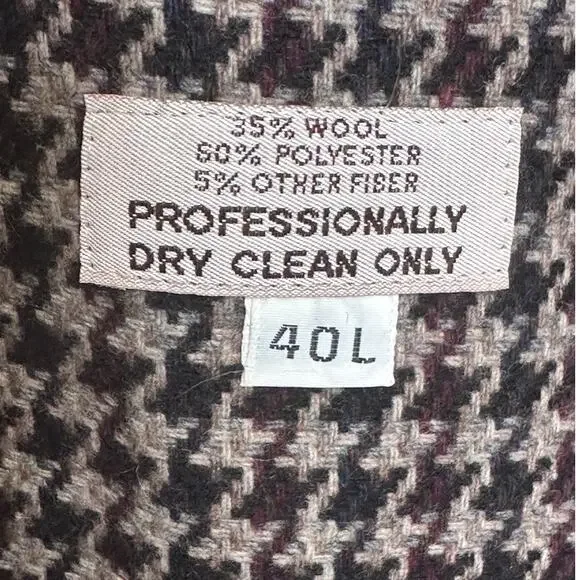 35% WOOL
60% POLYESTER
5% OTHER FIBER
PROFESSIONALLY
DRY CLEAN ONLY
40L